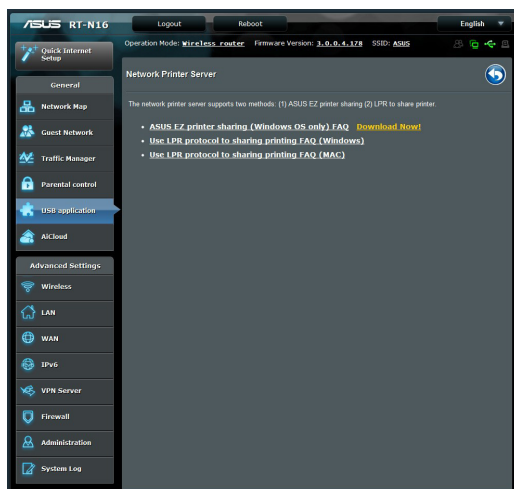 ASUS RT-N16
Logout
Reboot
English
Quick Internet
Setup
Operation Mode: Wireless router Firmware Version: 3.0.0.4.178 SSID: ASUS
General
Network Map
Guest Network
Traffic Manager
Parental control
USB application
AiCloud
Advanced Settings
Wireless
LAN
WAN
IPv6
VPN Server
Firewall
Administration
System Log
Network Printer Server
The network printer server supports two methods: (1) ASUS EZ printer sharing (2) LPR to share printer.
ASUS EZ printer sharing (Windows OS only) FAQ Download Now!
Use LPR protocol to sharing printing FAQ (Windows)
Use LPR protocol to sharing printing FAQ (MAC)